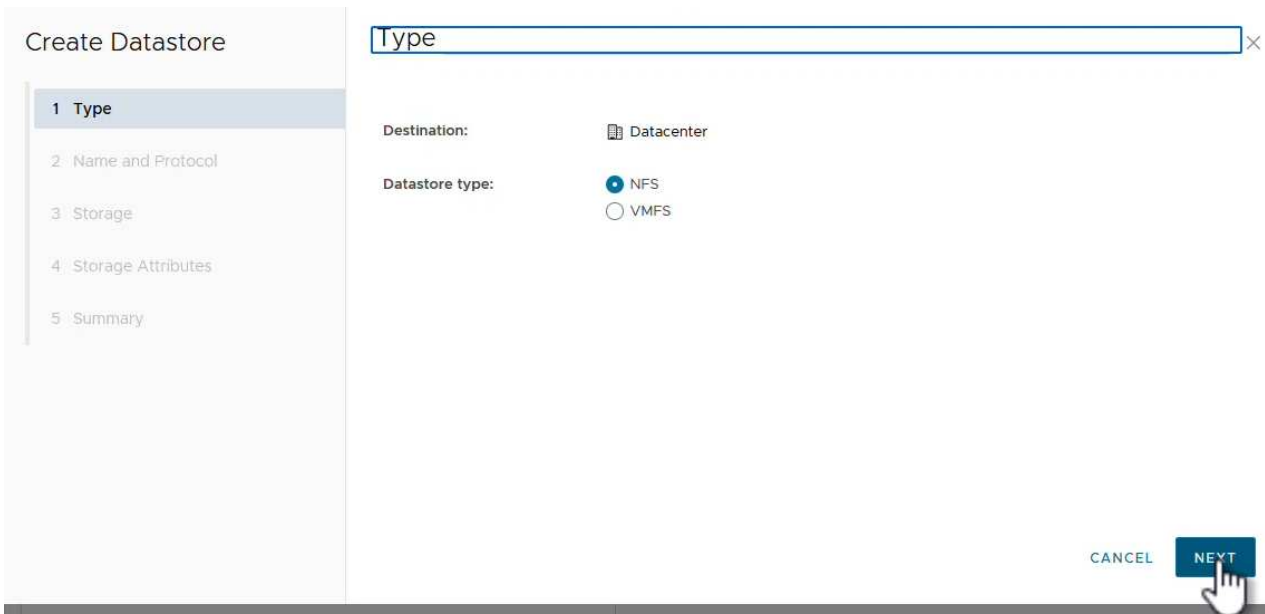 Create Datastore
1 Type
2 Name and Protocol
3 Storage
4 Storage Attributes
5 Summary
Type
Destination: Datacenter
Datastore type: NFS
VMFS
CANCEL NEXT